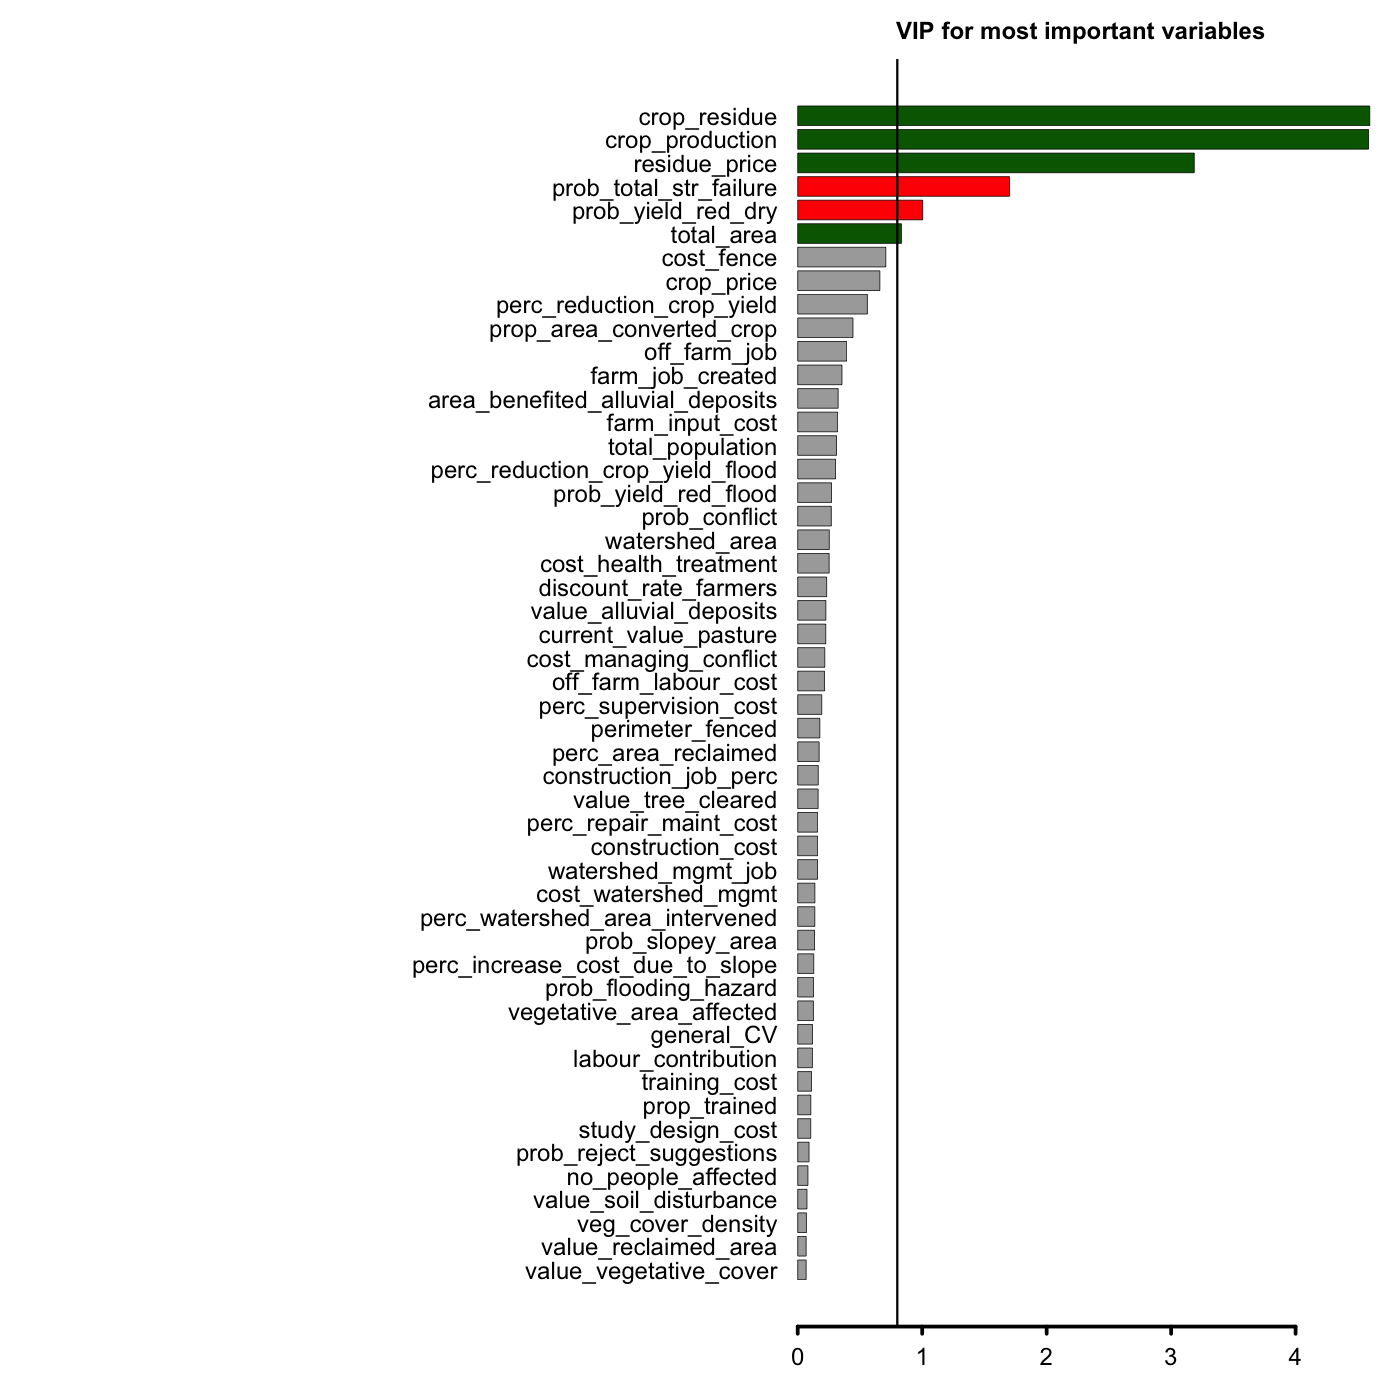 VIP for most important variables
crop_residue
crop_production
residue_price
prob_total_str_failure
prob_yield_red_dry
total_area
cost_fence
crop_price
perc_reduction_crop_yield
prop_area_converted_crop
off_farm_job
farm_job_created
area_benefited_alluvial_deposits
farm_input_cost
total_population
perc_reduction_crop_yield_flood
prob_yield_red_flood
prob_conflict
watershed_area
cost_health_treatment
discount_rate_farmers
value_alluvial_deposits
current_value_pasture
cost_managing_conflict
off_farm_labour_cost
perc_supervision_cost
perimeter_fenced
perc_area_reclaimed
construction_job_perc
value_tree_cleared
perc_repair_maint_cost
construction_cost
watershed_mgmt_job
cost_watershed_mgmt
perc_watershed_area_intervened
prob_slopey_area
perc_increase_cost_due_to_slope
prob_flooding_hazard
vegetative_area_affected
general_CV
labour_contribution
training_cost
prop_trained
study_design_cost
prob_reject_suggestions
no_people_affected
value_soil_disturbance
veg_cover_density
value_reclaimed_area
value_vegetative_cover
0 1 2 3 4